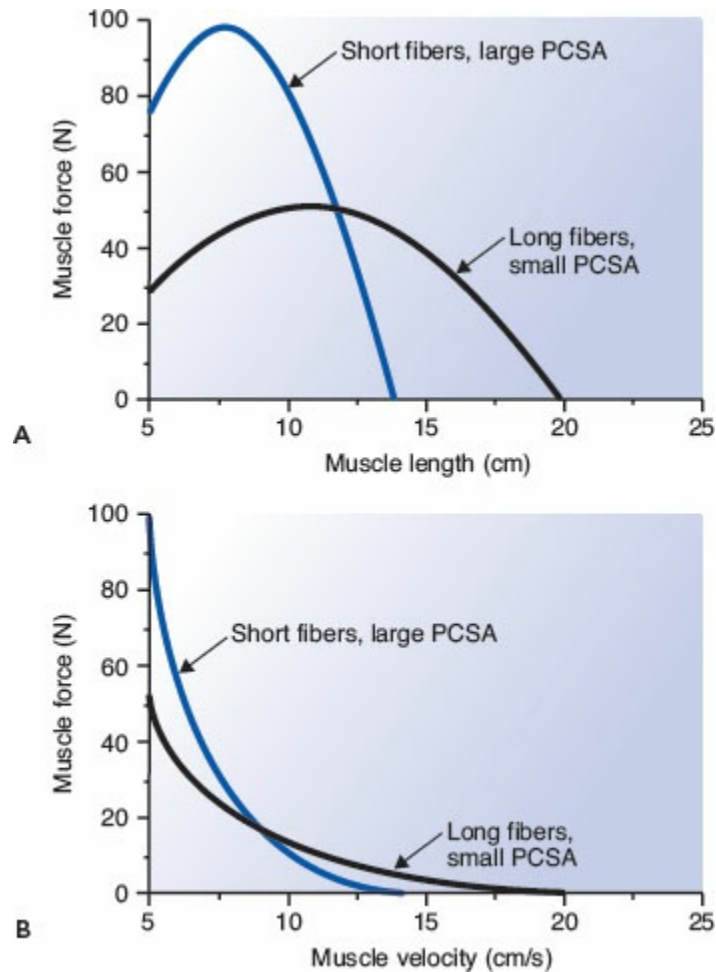 100
80
60
40
20
0
Muscle force (N)
Short fibers, large PCSA
Long fibers,
small PCSA
5 10 15 20 25
Muscle length (cm)
A
100
80
60
40
20
0
Muscle force (N)
Short fibers, large PCSA
Long fibers,
small PCSA
5 10 15 20 25
Muscle velocity (cm/s)
B